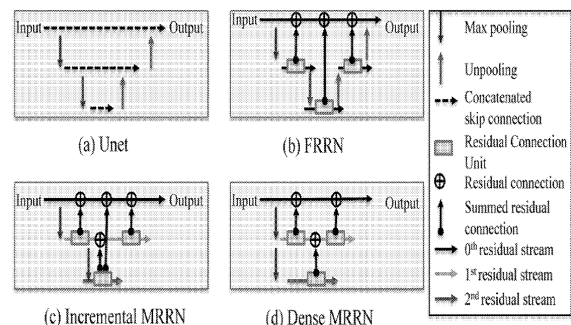 Input Output
(a) Unet
Input Output
(b) FRRN
Input Output
(c) Incremental MRRN
Input Output
(d) Dense MRRN
Max pooling
Unpooling
Concatenated
skip connection
Residual Connection
Unit
Residual connection
Summed residual
connection
0th residual stream
1st residual stream
2nd residual stream